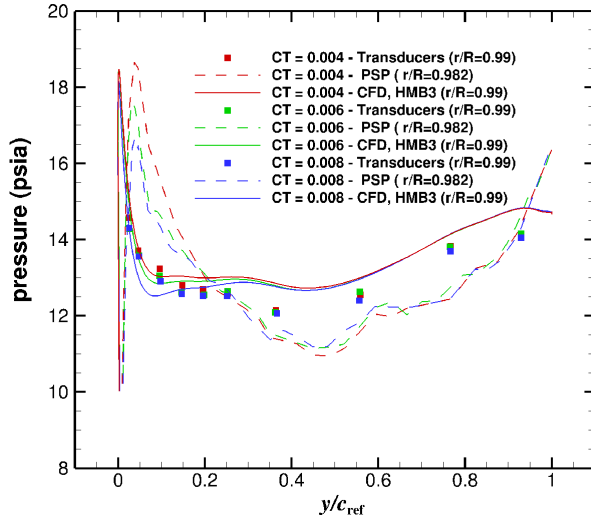 20
18
16
14
12
10
8
pressure (psia)
CT = 0.004 - Transducers (r/R=0.99)
CT = 0.004 - PSP ( r/R=0.982)
CT = 0.004 - CFD, HMB3 (r/R=0.99)
CT = 0.006 - Transducers (r/R=0.99)
CT = 0.006 - PSP ( r/R=0.982)
CT = 0.006 - CFD, HMB3 (r/R=0.99)
CT = 0.008 - Transducers (r/R=0.99)
CT = 0.008 - PSP ( r/R=0.982)
CT = 0.008 - CFD, HMB3 (r/R=0.99)
0 0.2 0.4 0.6 0.8 1
y/c_ref